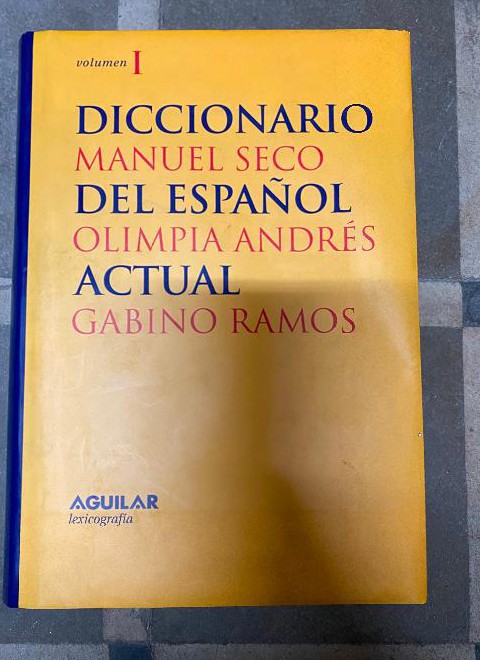 volumen I
DICCIONARIO
MANUEL SECO
DEL ESPAÑOL
OLIMPIA ANDRÉS
ACTUAL
GABINO RAMOS
AGUILAR
lexicografía